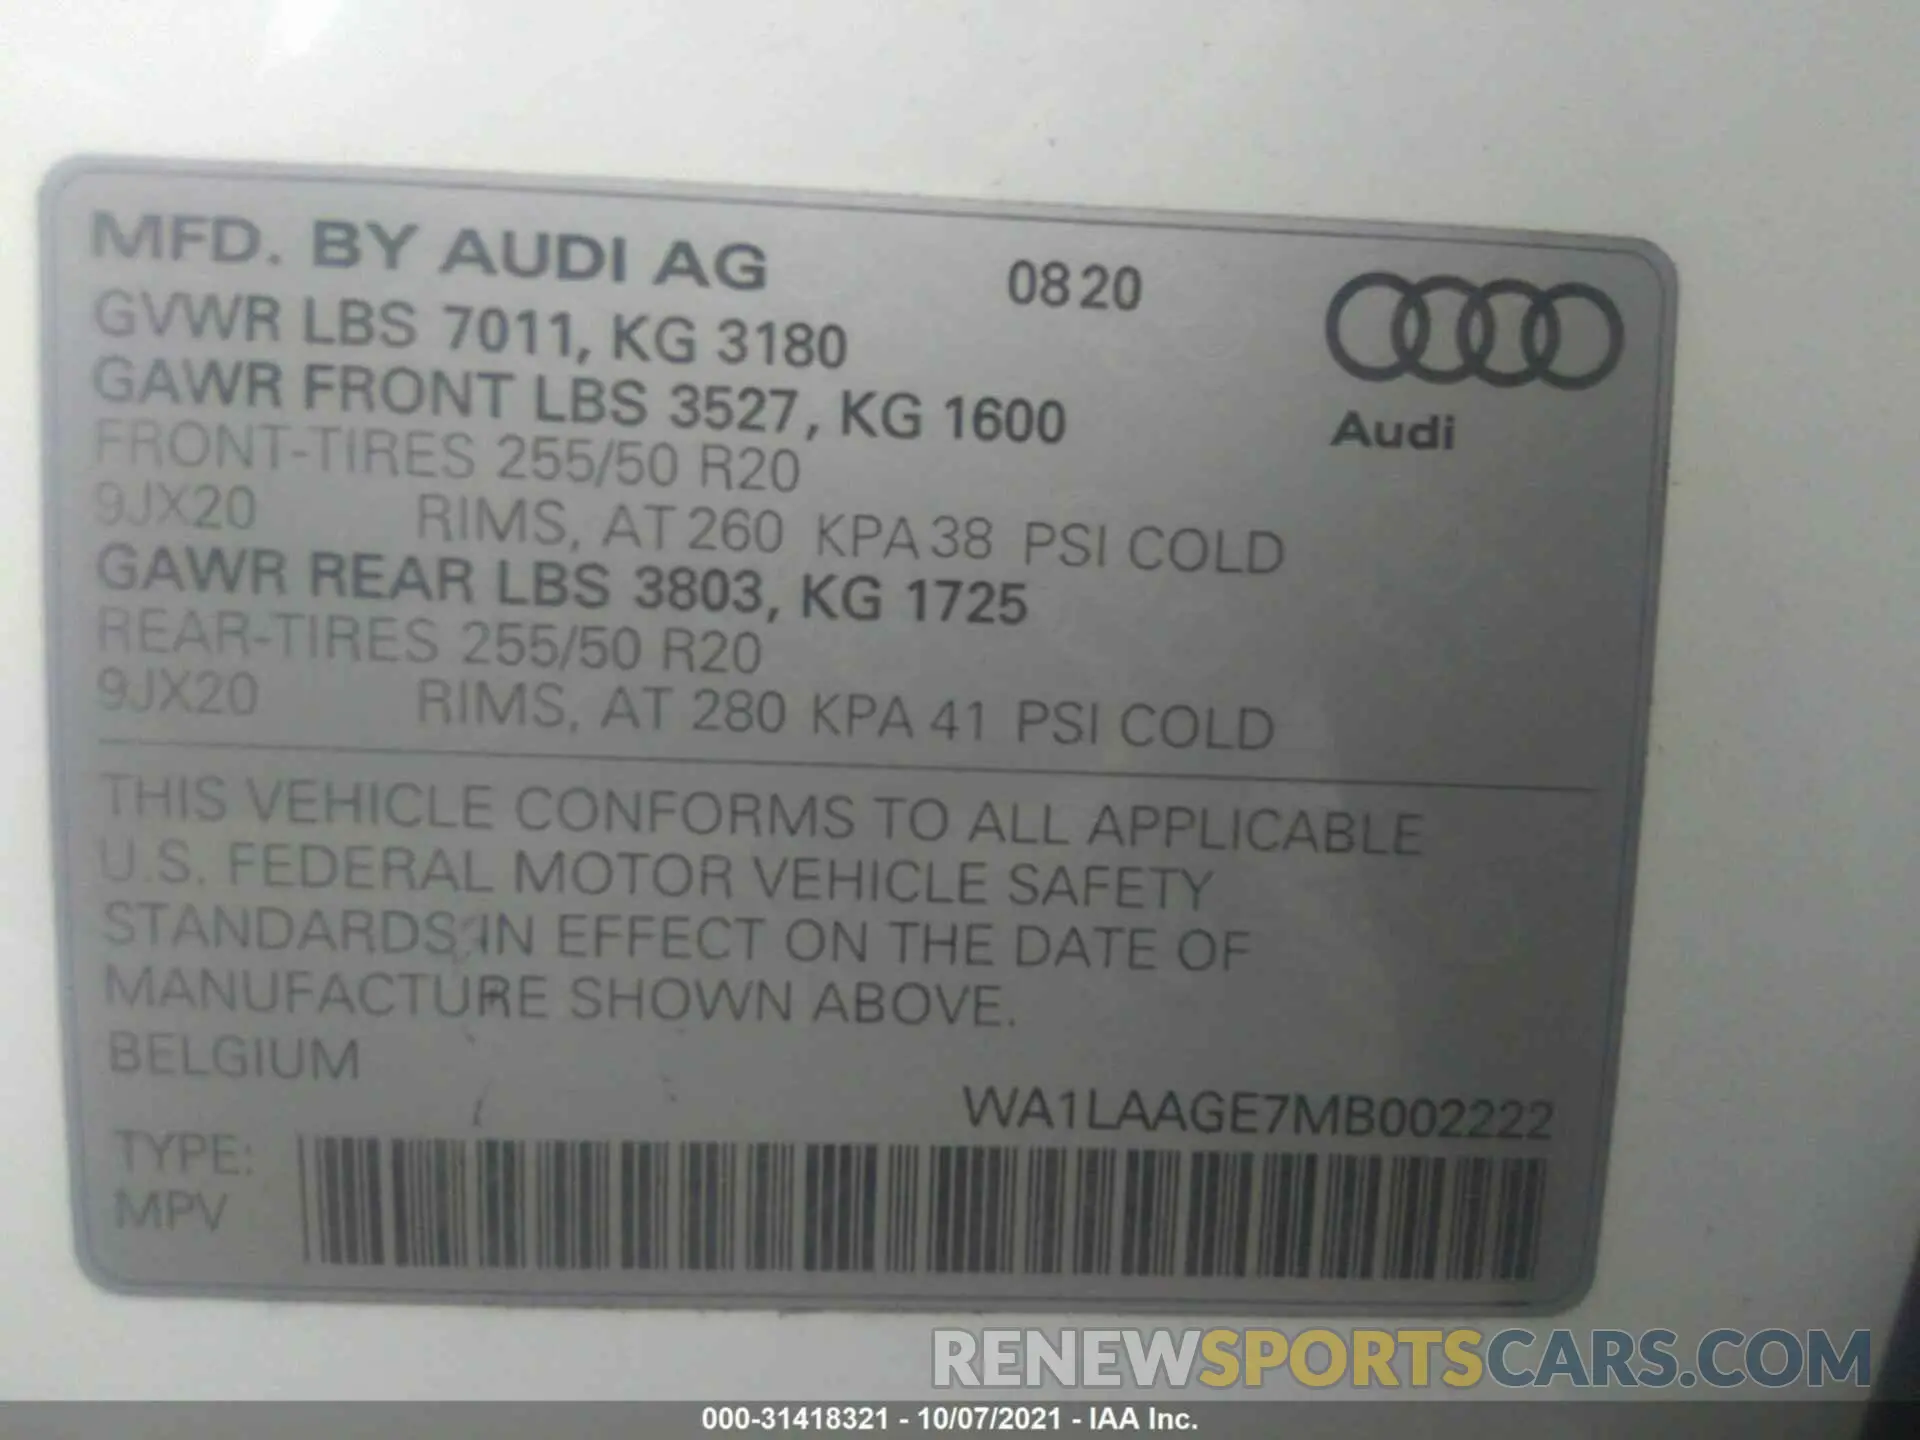 MFD. BY AUDI AG 0820
GVWR LBS 7011, KG 3180
GAWR FRONT LBS 3527, KG 1600
Audi
FRONT-TIRES 255/50 R20
9JX20 RIMS, AT 260 KPA 38 PSI COLD
GAWR REAR LBS 3803, KG 1725
REAR-TIRES 255/50 R20
9JX20 RIMS, AT 280 KPA 41 PSI COLD
THIS VEHICLE CONFORMS TO ALL APPLICABLE
U.S. FEDERAL MOTOR VEHICLE SAFETY
STANDARDS IN EFFECT ON THE DATE OF
MANUFACTURE SHOWN ABOVE.
BELGIUM
WA1LAAGE7MB002222
TYPE:
MPV
RENEWSPORTSCARS.COM
000-31418321 - 10/07/2021 - IAA Inc.